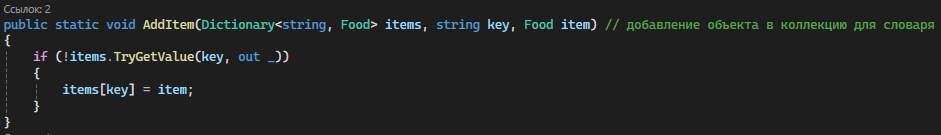 Ссылок: 2
public static void AddItem(Dictionary<string, Food> items, string key, Food item) // добавление объекта в коллекцию для словаря
{
    if (!items.TryGetValue(key, out _))
    {
        items[key] = item;
    }
}